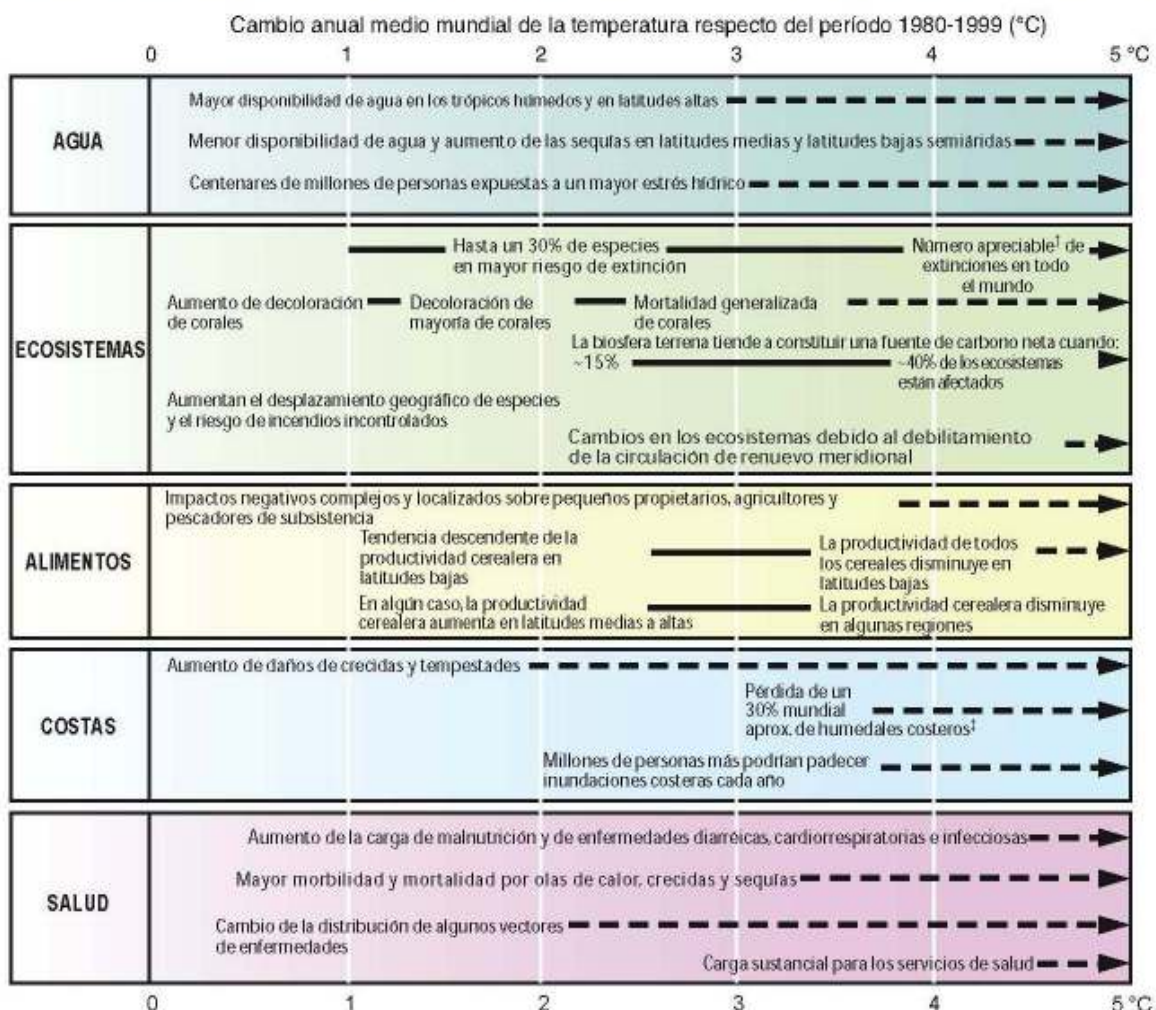 Cambio anual medio mundial de la temperatura respecto del período 1980-1999 (°C)
0 1 2 3 4 5 °C
AGUA
Mayor disponibilidad de agua en los trópicos húmedos y en latitudes altas
Menor disponibilidad de agua y aumento de las sequías en latitudes medias y latitudes bajas semiáridas
Centenares de millones de personas expuestas a un mayor estrés hídrico
ECOSISTEMAS
Hasta un 30% de especies
en mayor riesgo de extinción
Número apreciable† de
extinciones en todo
el mundo
Aumento de decoloración
de corales
Decoloración de
mayoría de corales
Mortalidad generalizada
de corales
La biosfera terrena tiende a constituir una fuente de carbono neta cuando:
~15%
~40% de los ecosistemas
están afectados
Aumentan el desplazamiento geográfico de especies
y el riesgo de incendios incontrolados
Cambios en los ecosistemas debido al debilitamiento
de la circulación de renuevo meridional
ALIMENTOS
Impactos negativos complejos y localizados sobre pequeños propietarios, agricultores y
pescadores de subsistencia
Tendencia descendente de la
productividad cerealera en
latitudes bajas
La productividad de todos
los cereales disminuye en
latitudes bajas
En algún caso, la productividad
cerealera aumenta en latitudes medias a altas
La productividad cerealera disminuye
en algunas regiones
COSTAS
Aumento de daños de crecidas y tempestades
Pérdida de un
30% mundial
aprox. de humedales costeros‡
Millones de personas más podrían padecer
inundaciones costeras cada año
SALUD
Aumento de la carga de malnutrición y de enfermedades diarréicas, cardiorrespiratorias e infecciosas
Mayor morbilidad y mortalidad por olas de calor, crecidas y sequías
Cambio de la distribución de algunos vectores
de enfermedades
Carga sustancial para los servicios de salud
0 1 2 3 4 5 °C